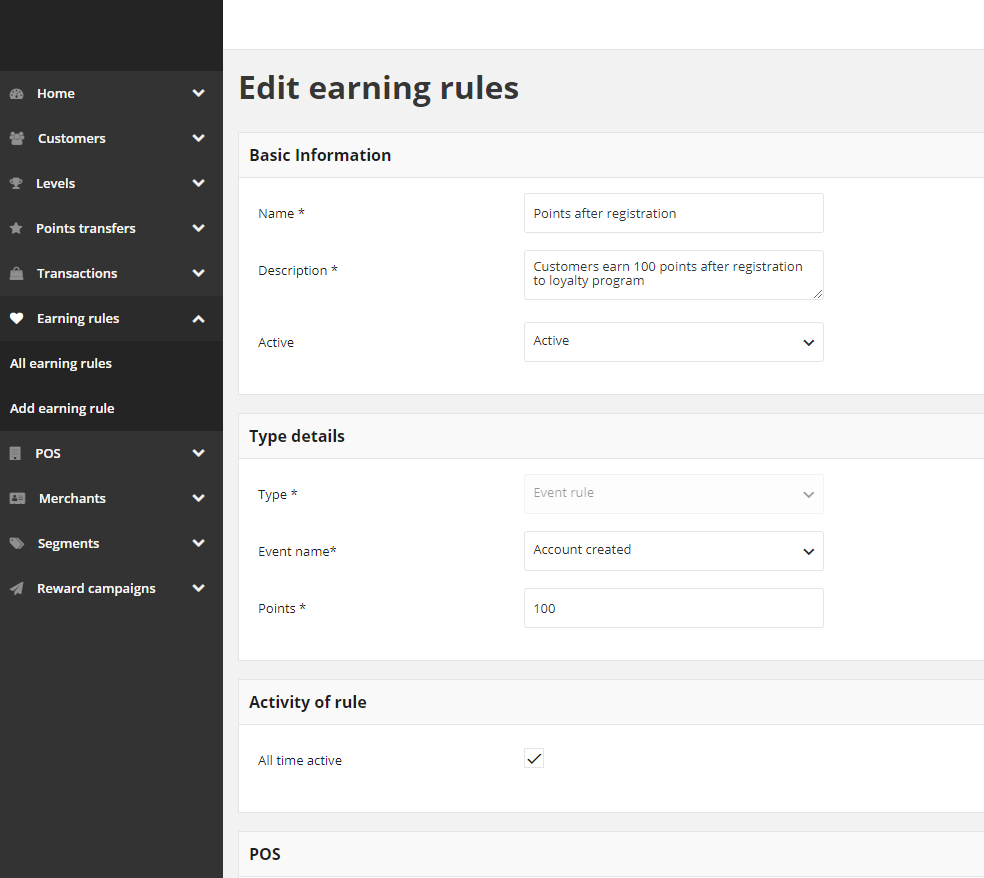 Home
Customers
Levels
Points transfers
Transactions
Earning rules
All earning rules
Add earning rule
POS
Merchants
Segments
Reward campaigns
Edit earning rules
Basic Information
Name *
Points after registration
Description *
Customers earn 100 points after registration
to loyalty program
Active
Active
Type details
Type *
Event rule
Event name*
Account created
Points *
100
Activity of rule
All time active
POS